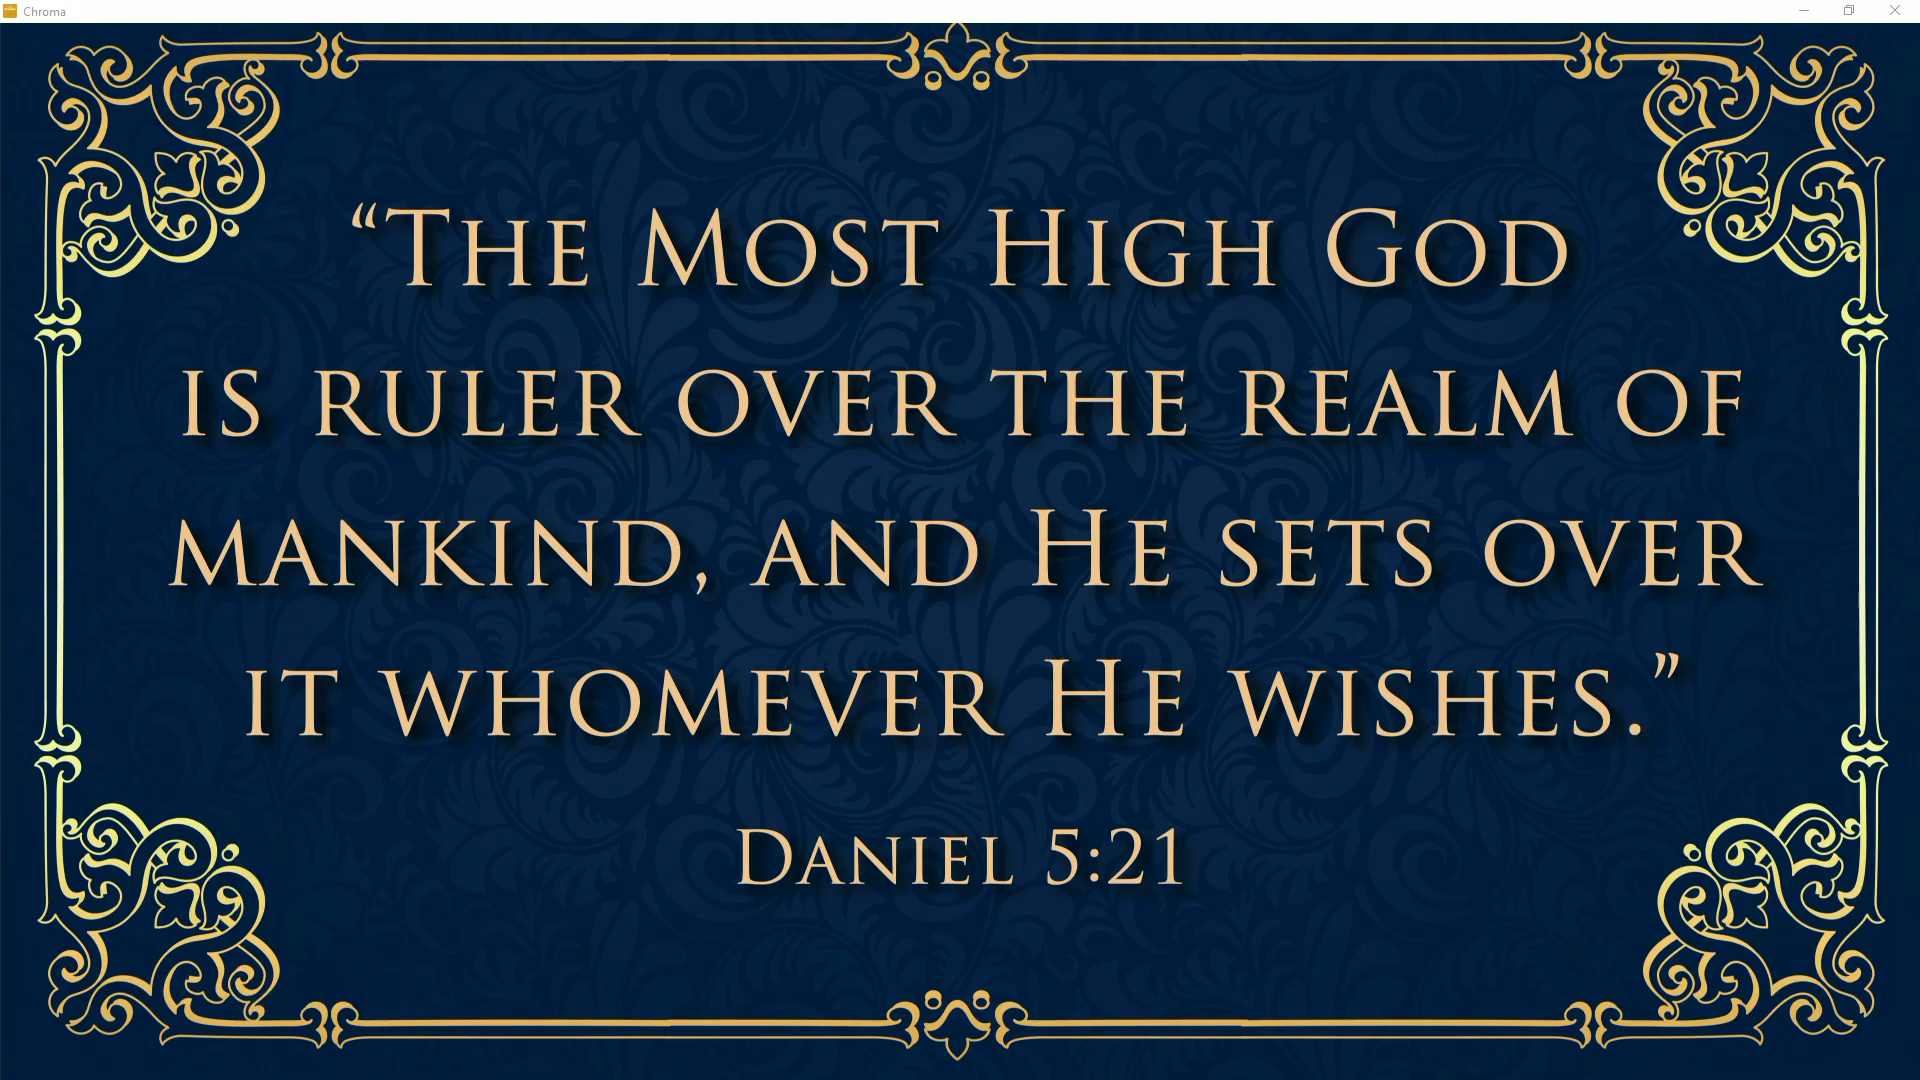 Chroma
“The Most High God
is ruler over the realm of
mankind, and He sets over
it whomever He wishes.”
Daniel 5:21